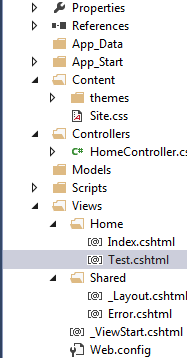 Properties
References
App_Data
App_Start
Content
themes
Site.css
Controllers
C# HomeController.c
Models
Scripts
Views
Home
[@] Index.cshtml
[@] Test.cshtml
Shared
[@] _Layout.cshtml
[@] Error.cshtml
[@] _ViewStart.cshtml
Web.config